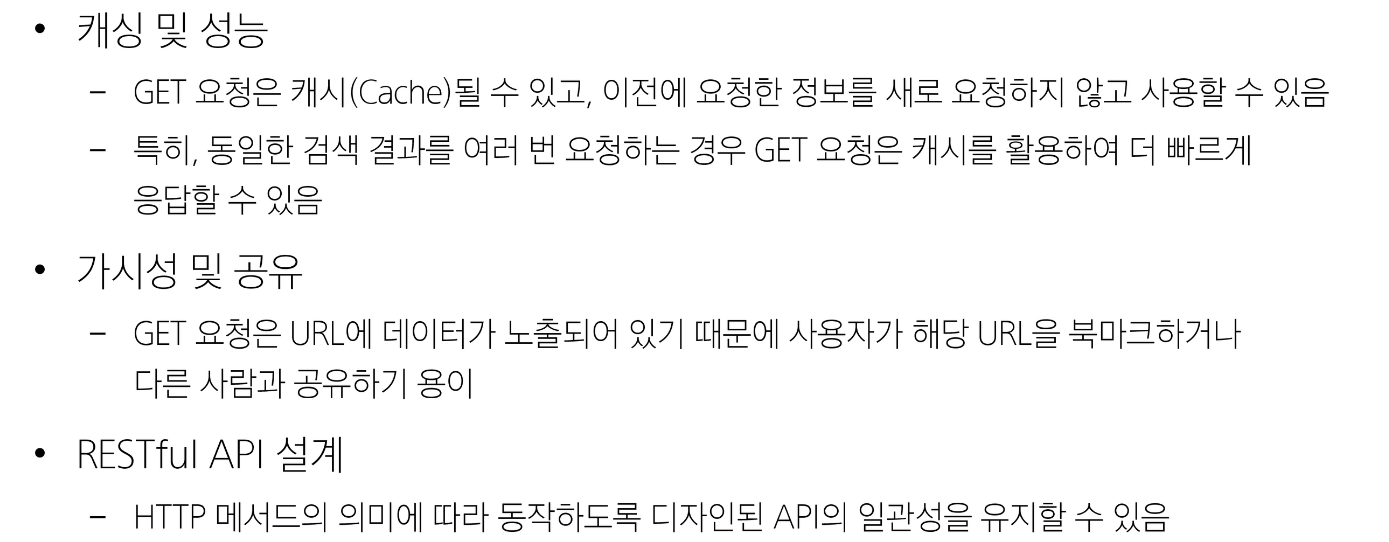 • 캐싱 및 성능
– GET 요청은 캐시(Cache)될 수 있고, 이전에 요청한 정보를 새로 요청하지 않고 사용할 수 있음
– 특히, 동일한 검색 결과를 여러 번 요청하는 경우 GET 요청은 캐시를 활용하여 더 빠르게
응답할 수 있음
• 가시성 및 공유
– GET 요청은 URL에 데이터가 노출되어 있기 때문에 사용자가 해당 URL을 북마크하거나
다른 사람과 공유하기 용이
• RESTful API 설계
– HTTP 메서드의 의미에 따라 동작하도록 디자인된 API의 일관성을 유지할 수 있음